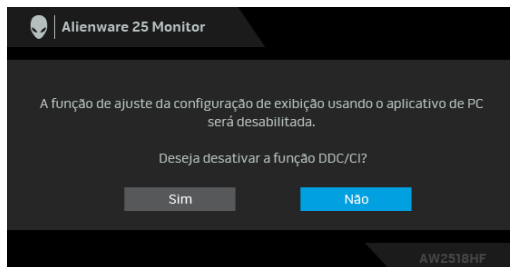 Alienware 25 Monitor
A função de ajuste da configuração de exibição usando o aplicativo de PC
será desabilitada.
Deseja desativar a função DDC/CI?
Sim
Não
AW2518HF